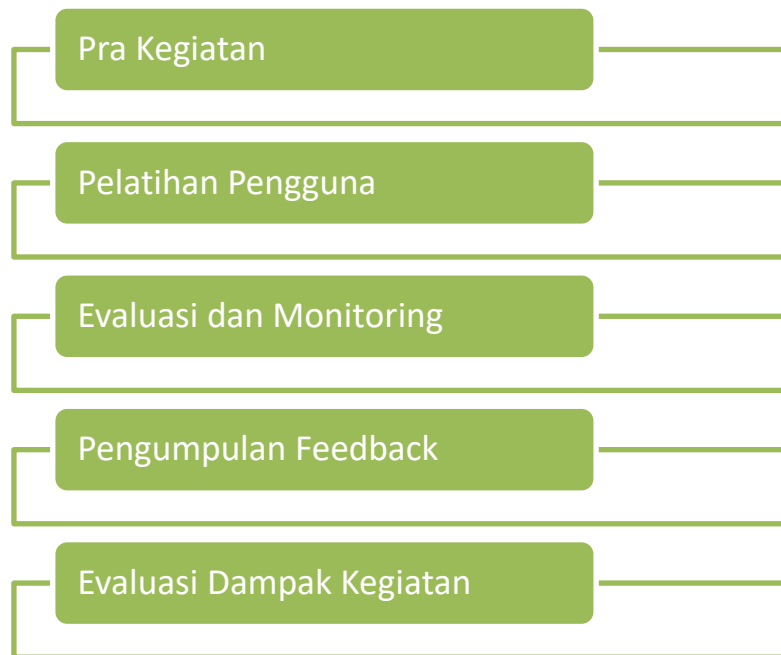 Pra Kegiatan
Pelatihan Pengguna
Evaluasi dan Monitoring
Pengumpulan Feedback
Evaluasi Dampak Kegiatan